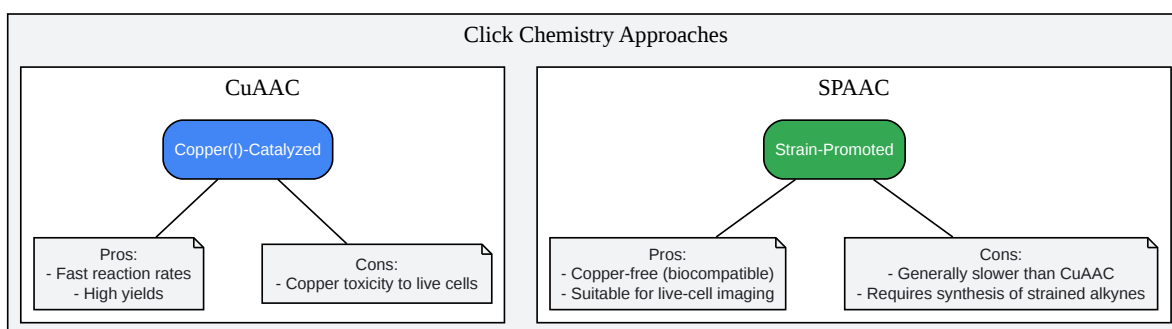 Click Chemistry Approaches
CuAAC
Copper(I)-Catalyzed
Pros:
- Fast reaction rates
- High yields
Cons:
- Copper toxicity to live cells
SPAAC
Strain-Promoted
Pros:
- Copper-free (biocompatible)
- Suitable for live-cell imaging
Cons:
- Generally slower than CuAAC
- Requires synthesis of strained alkynes